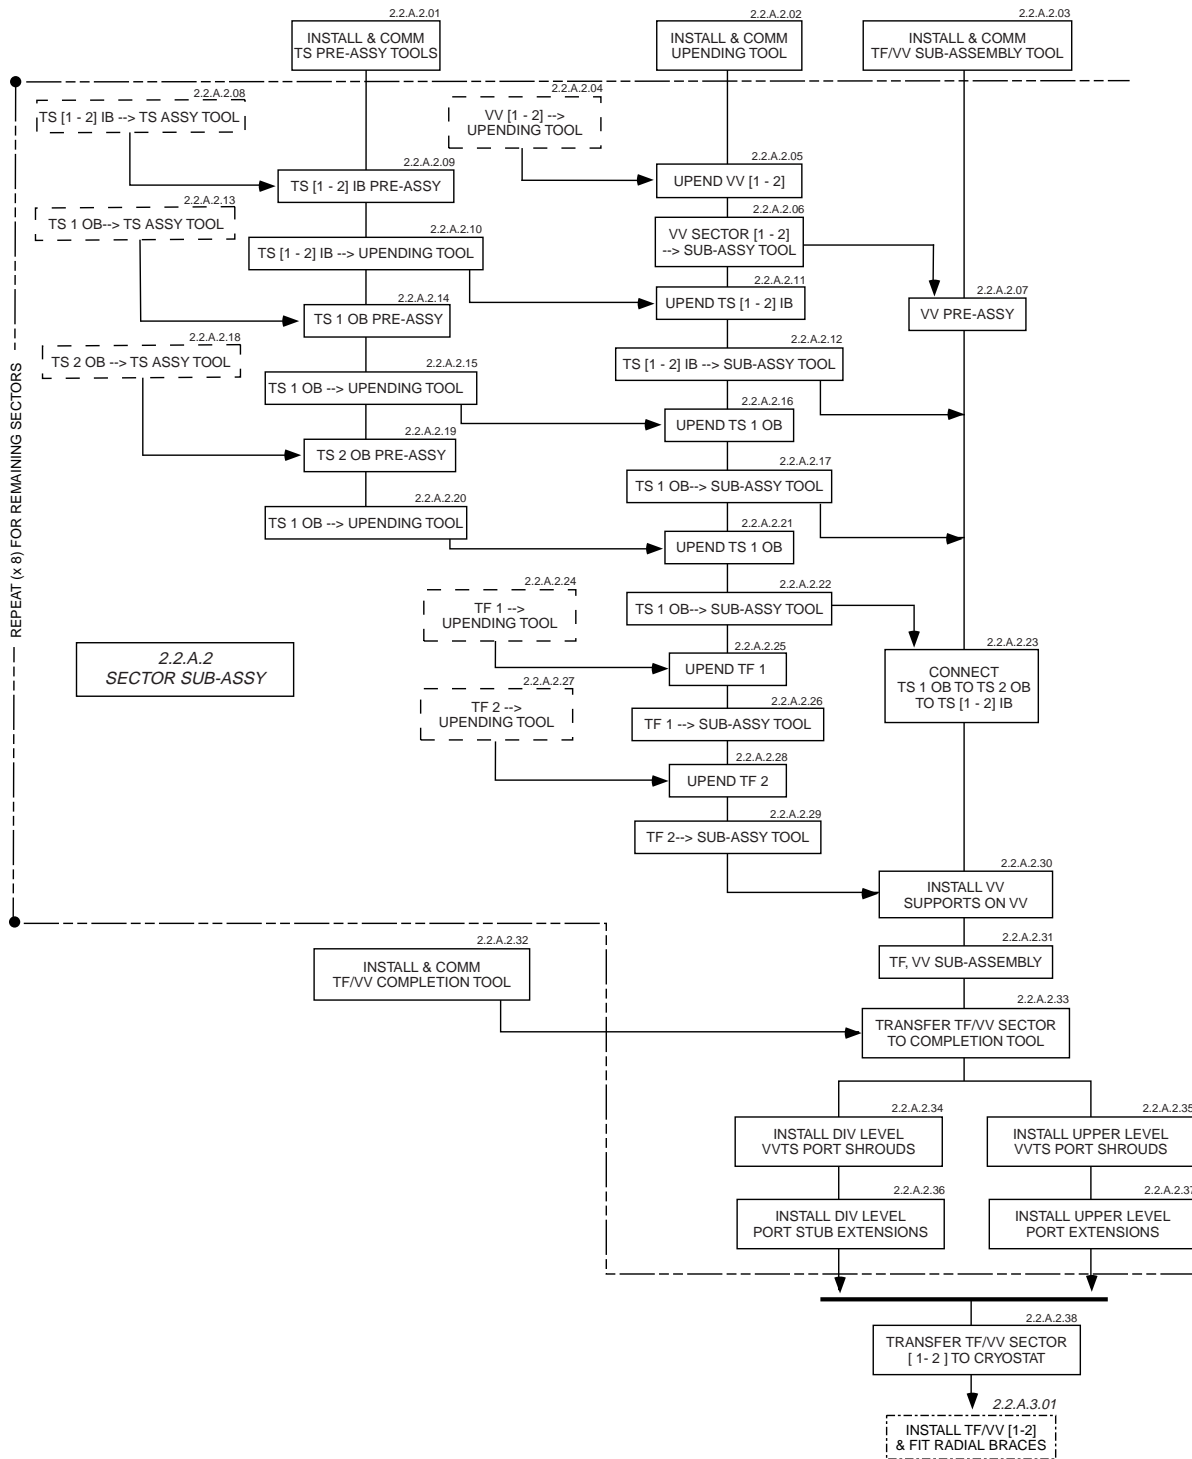 2.2.A.2.01
INSTALL & COMM
TS PRE-ASSY TOOLS
2.2.A.2.02
INSTALL & COMM
UPENDING TOOL
2.2.A.2.03
INSTALL & COMM
TF/VV SUB-ASSEMBLY TOOL
2.2.A.2.08
TS [1 - 2] IB --> TS ASSY TOOL
2.2.A.2.04
VV [1 - 2] -->
UPENDING TOOL
2.2.A.2.09
TS [1 - 2] IB PRE-ASSY
2.2.A.2.05
UPEND VV [1 - 2]
2.2.A.2.13
TS 1 OB--> TS ASSY TOOL
2.2.A.2.06
VV SECTOR [1 - 2]
--> SUB-ASSY TOOL
2.2.A.2.10
TS [1 - 2] IB --> UPENDING TOOL
2.2.A.2.11
UPEND TS [1 - 2] IB
2.2.A.2.07
VV PRE-ASSY
2.2.A.2.14
TS 1 OB PRE-ASSY
2.2.A.2.18
TS 2 OB --> TS ASSY TOOL
2.2.A.2.12
TS [1 - 2] IB --> SUB-ASSY TOOL
2.2.A.2.15
TS 1 OB --> UPENDING TOOL
2.2.A.2.16
UPEND TS 1 OB
2.2.A.2.19
TS 2 OB PRE-ASSY
2.2.A.2.17
TS 1 OB--> SUB-ASSY TOOL
2.2.A.2.20
TS 1 OB --> UPENDING TOOL
2.2.A.2.21
UPEND TS 1 OB
REPEAT (x 8) FOR REMAINING SECTORS
2.2.A.2.24
TF 1 -->
UPENDING TOOL
2.2.A.2.22
TS 1 OB--> SUB-ASSY TOOL
2.2.A.2
SECTOR SUB-ASSY
2.2.A.2.25
UPEND TF 1
2.2.A.2.23
CONNECT
TS 1 OB TO TS 2 OB
TO TS [1 - 2] IB
2.2.A.2.27
TF 2 -->
UPENDING TOOL
2.2.A.2.26
TF 1 --> SUB-ASSY TOOL
2.2.A.2.28
UPEND TF 2
2.2.A.2.29
TF 2--> SUB-ASSY TOOL
2.2.A.2.30
INSTALL VV
SUPPORTS ON VV
2.2.A.2.32
INSTALL & COMM
TF/VV COMPLETION TOOL
2.2.A.2.31
TF, VV SUB-ASSEMBLY
2.2.A.2.33
TRANSFER TF/VV SECTOR
TO COMPLETION TOOL
2.2.A.2.34
INSTALL DIV LEVEL
VVTS PORT SHROUDS
2.2.A.2.35
INSTALL UPPER LEVEL
VVTS PORT SHROUDS
2.2.A.2.36
INSTALL DIV LEVEL
PORT STUB EXTENSIONS
2.2.A.2.37
INSTALL UPPER LEVEL
PORT EXTENSIONS
2.2.A.2.38
TRANSFER TF/VV SECTOR
[ 1- 2 ] TO CRYOSTAT
2.2.A.3.01
INSTALL TF/VV [1-2]
& FIT RADIAL BRACES